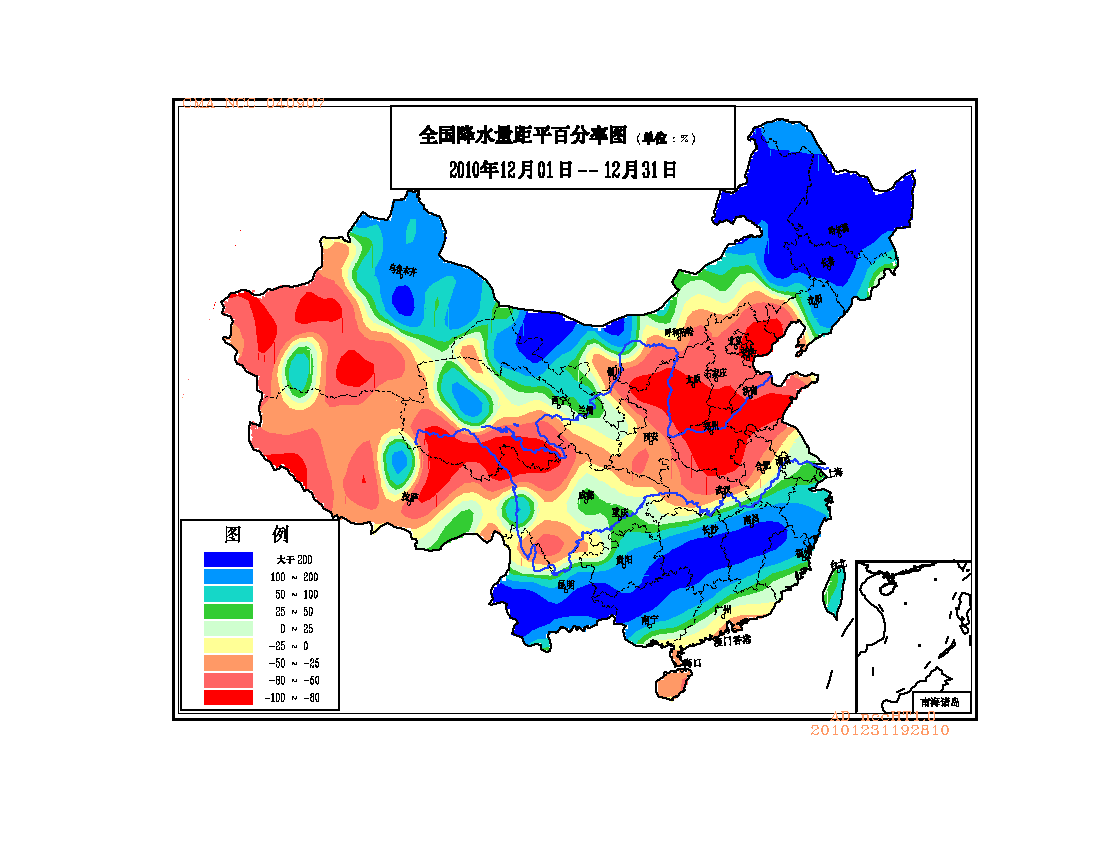 CMA NCC 040902
全国降水量距平百分率图 (单位:%)
2010年12月01日--12月31日
乌鲁木齐
哈尔滨
长春
沈阳
呼和浩特
北京
天津
银川
太原
石家庄
济南
西宁
兰州
西安
郑州
合肥
南京
上海
拉萨
成都
武汉
重庆
长沙
南昌
贵阳
福州
昆明
台北
南宁
广州
澳门香港
海口
图 例
大于 200
100 ~ 200
50 ~ 100
25 ~ 50
0 ~ 25
-25 ~ 0
-50 ~ -25
-80 ~ -50
-100 ~ -80
南海诸岛
20101231192810